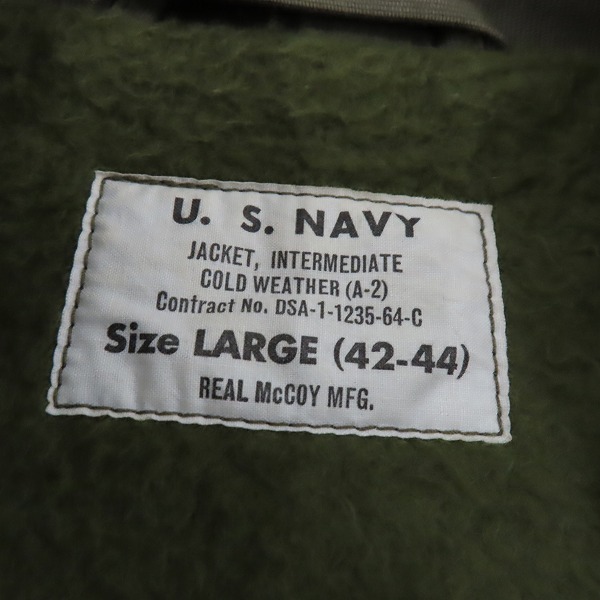 U. S. NAVY
JACKET, INTERMEDIATE
COLD WEATHER (A-2)
Contract No. DSA-1-1235-64-C
Size LARGE (42-44)
REAL McCOY MFG.